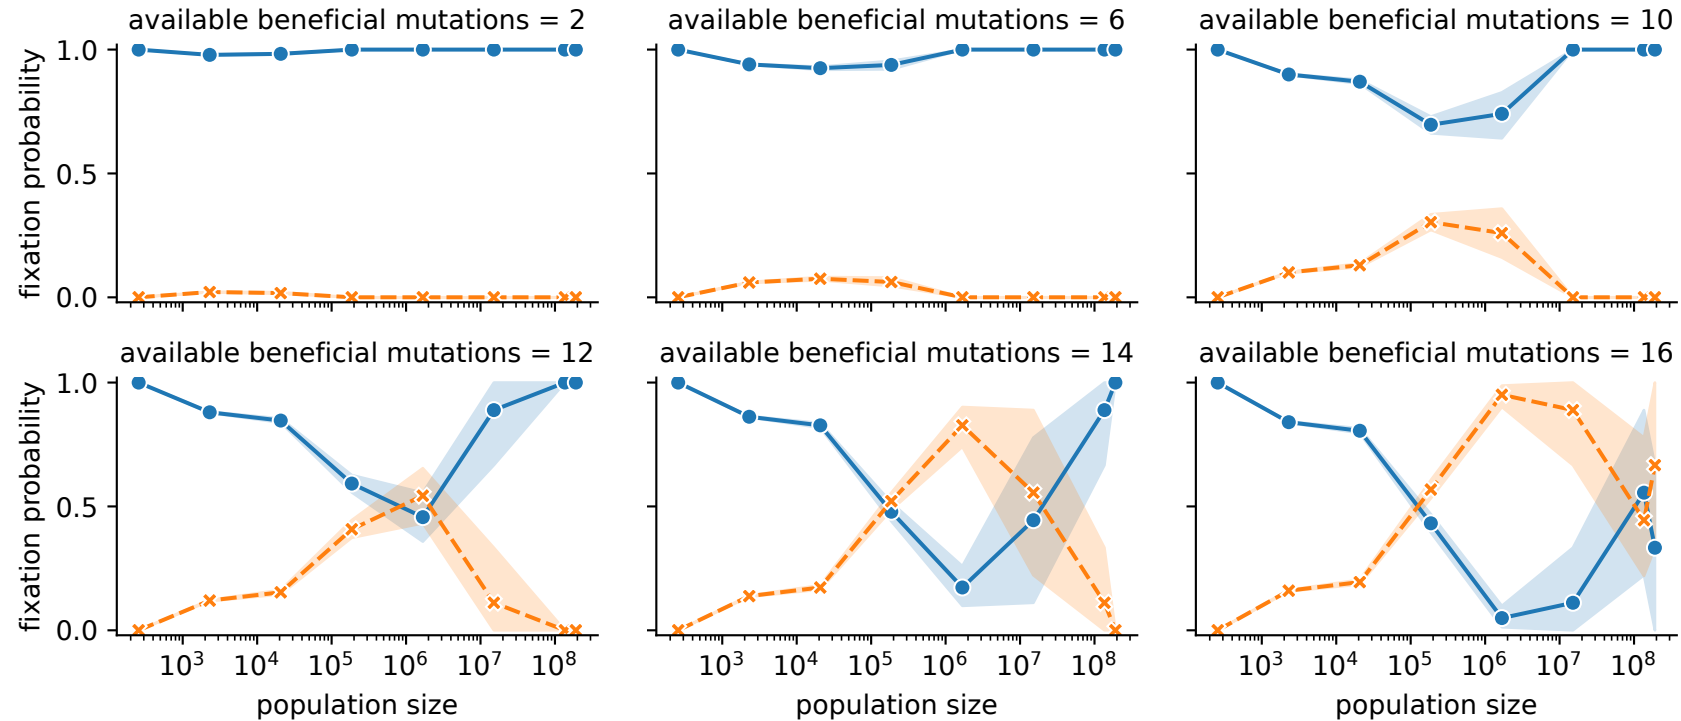 available beneficial mutations = 2
available beneficial mutations = 6
available beneficial mutations = 10
fixation probability
1.0
0.5
0.0
available beneficial mutations = 12
available beneficial mutations = 14
available beneficial mutations = 16
fixation probability
1.0
0.5
0.0
10³ 10⁴ 10⁵ 10⁶ 10⁷ 10⁸
10³ 10⁴ 10⁵ 10⁶ 10⁷ 10⁸
10³ 10⁴ 10⁵ 10⁶ 10⁷ 10⁸
population size
population size
population size